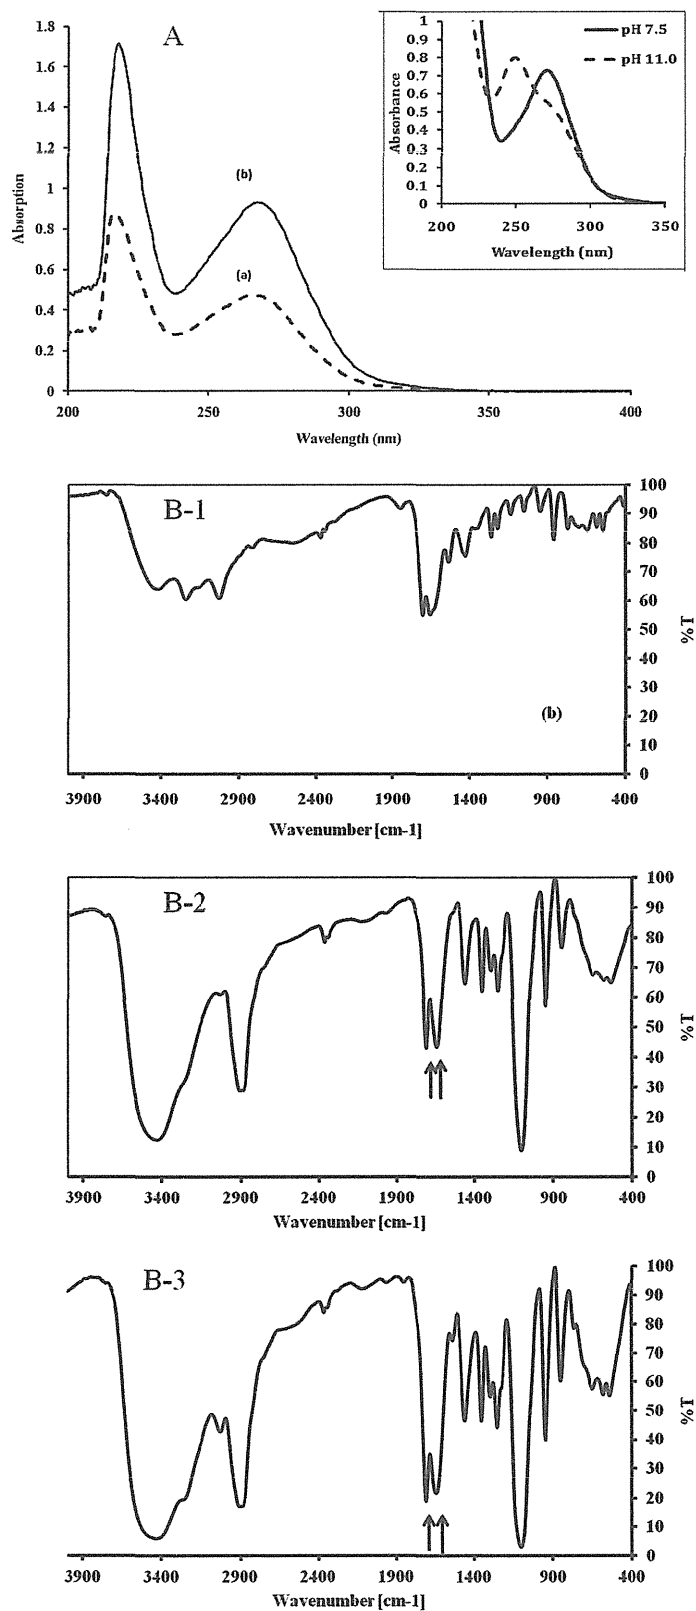 A
1.8
1.6
1.4
1.2
1
0.8
0.6
0.4
0.2
0
Absorption
(b)
(a)
200 250 300 350 400
Wavelength (nm)
1
0.9
0.8
0.7
0.6
0.5
0.4
0.3
0.2
0.1
0
Absorbance
pH 7.5
pH 11.0
200 250 300 350
Wavelength (nm)
B-1
100
90
80
70
60
50
40
30
20
10
0
T%
(b)
3900 3400 2900 2400 1900 1400 900 400
Wavenumber [cm-1]
B-2
100
90
80
70
60
50
40
30
20
10
0
T%
3900 3400 2900 2400 1900 1400 900 400
Wavenumber [cm-1]
B-3
100
90
80
70
60
50
40
30
20
10
0
T%
3900 3400 2900 2400 1900 1400 900 400
Wavenumber [cm-1]